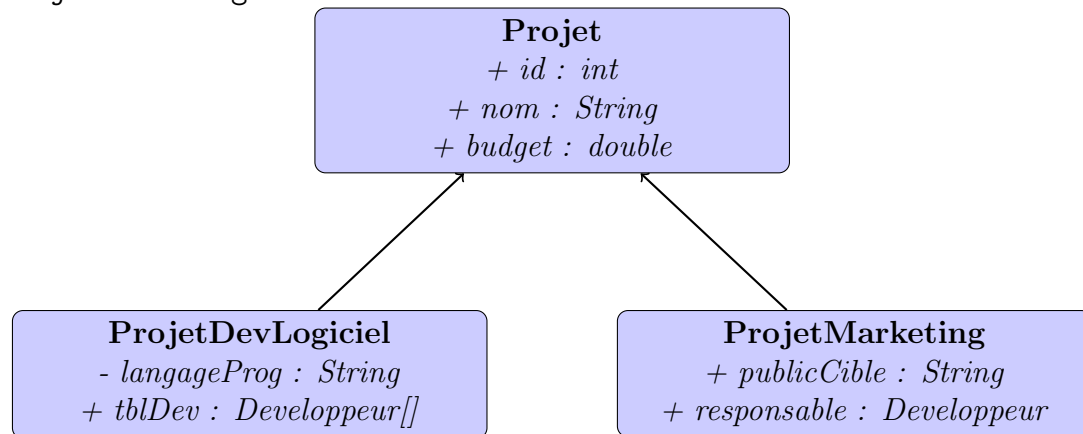 Projet
+ id : int
+ nom : String
+ budget : double
ProjetDevLogiciel
- langageProg : String
+ tblDev : Developpeur[]
ProjetMarketing
+ publicCible : String
+ responsable : Developpeur